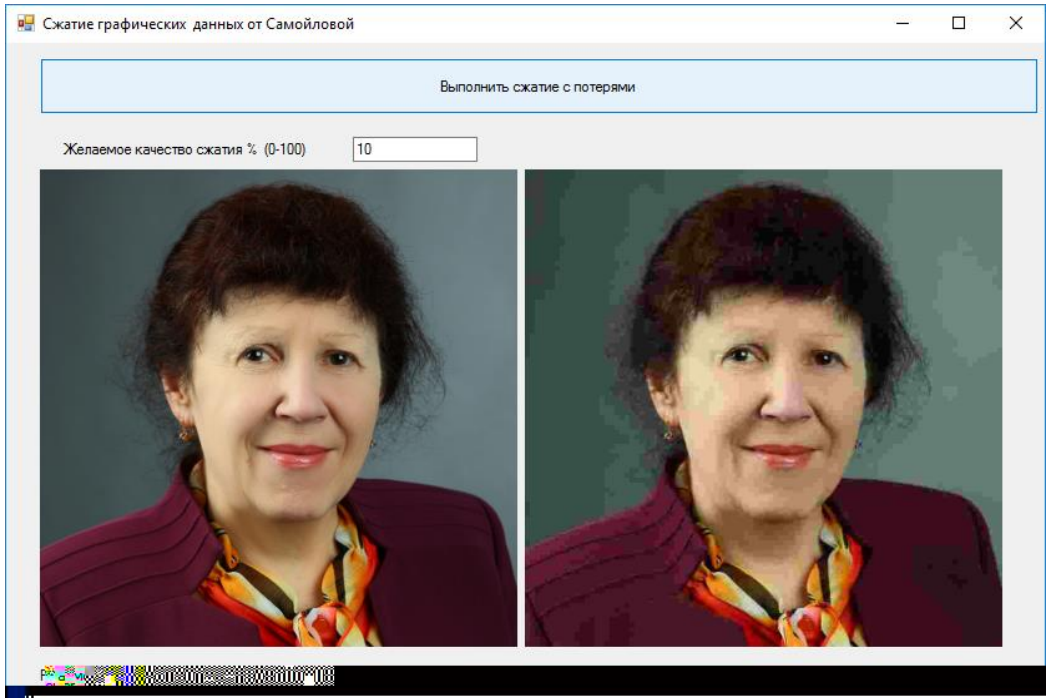 Сжатие графических данных от Самойловой
Выполнить сжатие с потерями
Желаемое качество сжатия % (0-100)
10